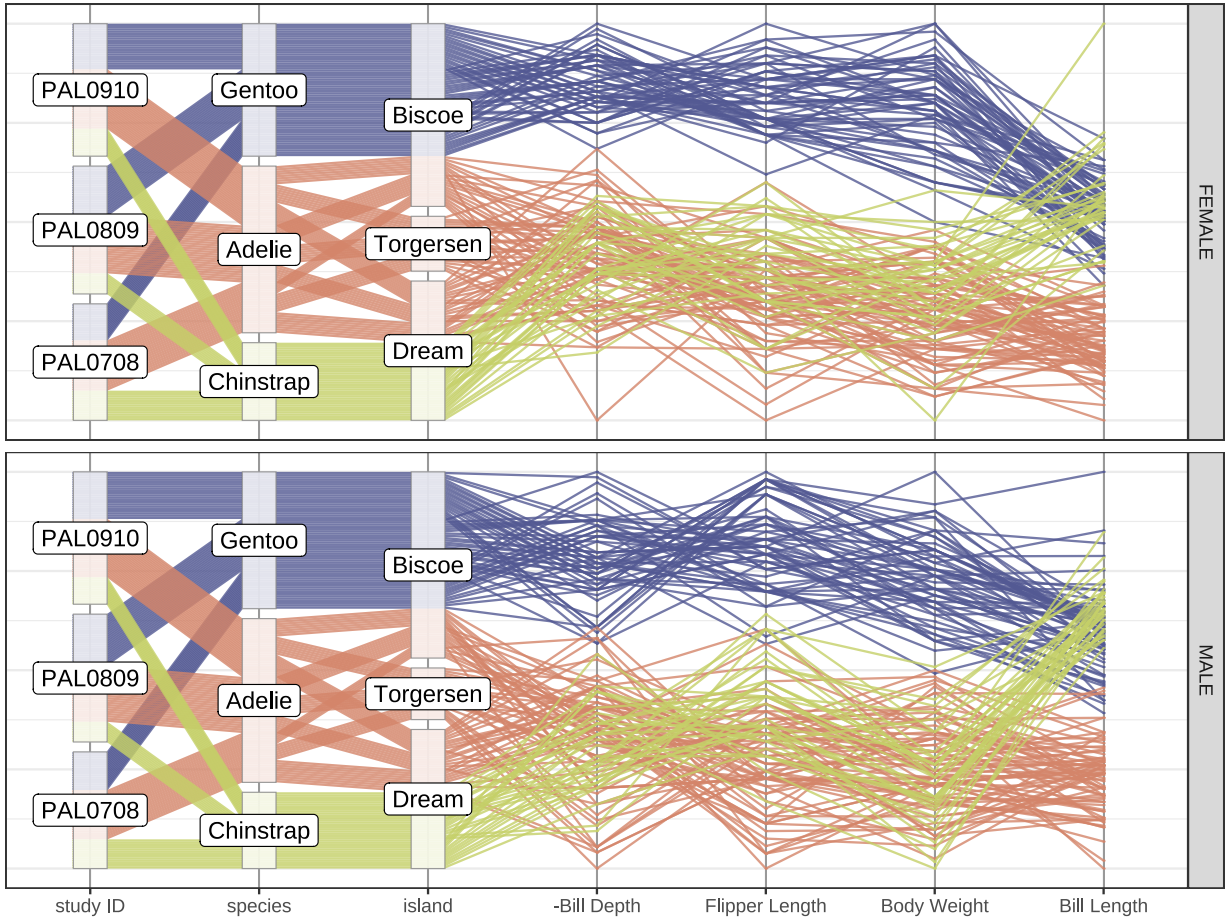 PAL0910
Gentoo
Biscoe
PAL0809
Adelie
Torgersen
PAL0708
Chinstrap
Dream
FEMALE
PAL0910
Gentoo
Biscoe
PAL0809
Adelie
Torgersen
PAL0708
Chinstrap
Dream
MALE
study ID
species
island
-Bill Depth
Flipper Length
Body Weight
Bill Length